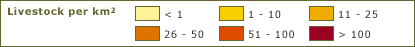 Livestock per km² < 1 1 - 10 11 - 25
26 - 50 51 - 100 > 100